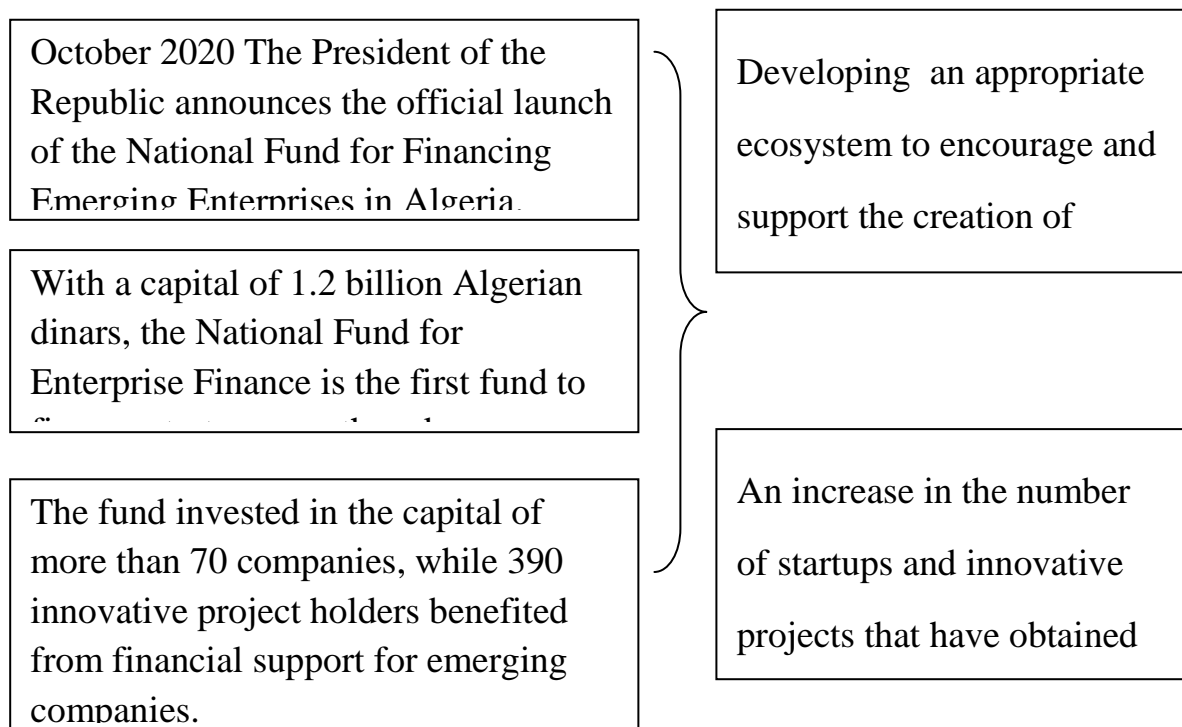 October 2020 The President of the
Republic announces the official launch
of the National Fund for Financing
Emerging Enterprises in Algeria.
With a capital of 1.2 billion Algerian
dinars, the National Fund for
Enterprise Finance is the first fund to
The fund invested in the capital of
more than 70 companies, while 390
innovative project holders benefited
from financial support for emerging
companies.
Developing an appropriate
ecosystem to encourage and
support the creation of
An increase in the number
of startups and innovative
projects that have obtained